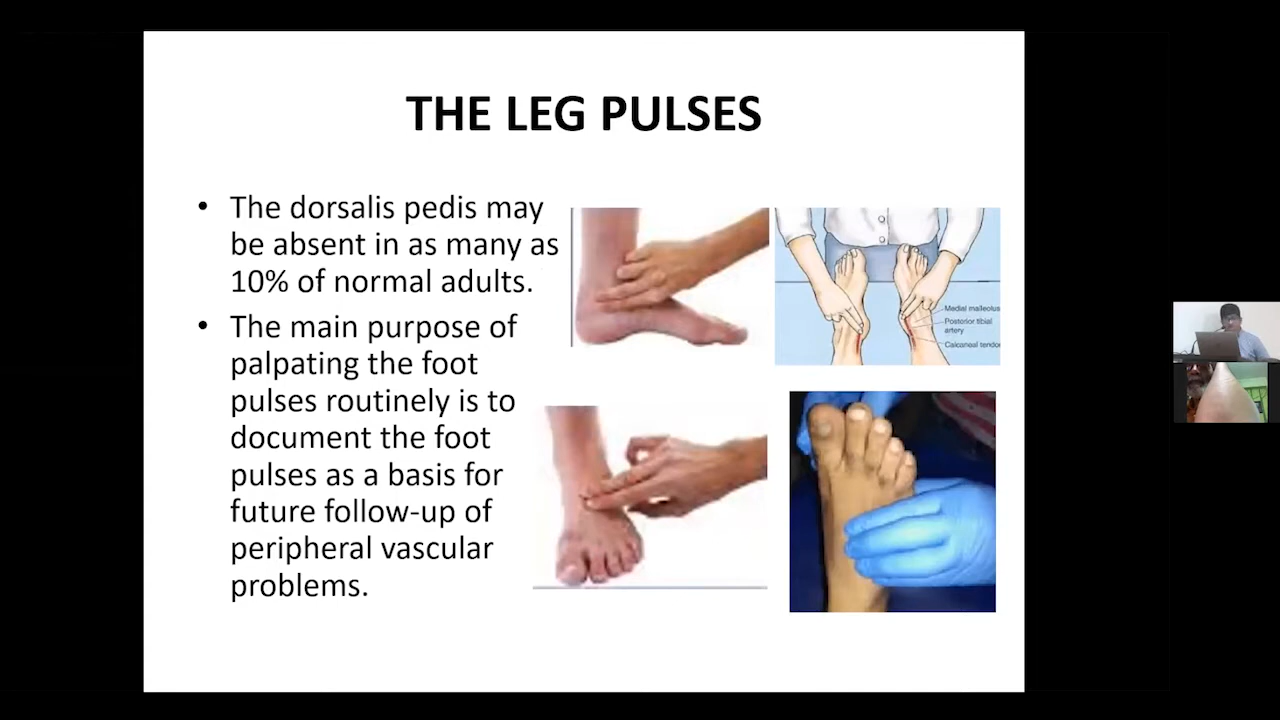 THE LEG PULSES
• The dorsalis pedis may
be absent in as many as
10% of normal adults.
• The main purpose of
palpating the foot
pulses routinely is to
document the foot
pulses as a basis for
future follow-up of
peripheral vascular
problems.
Medial malleolus
Posterior tibial
artery
Calcaneal tendo